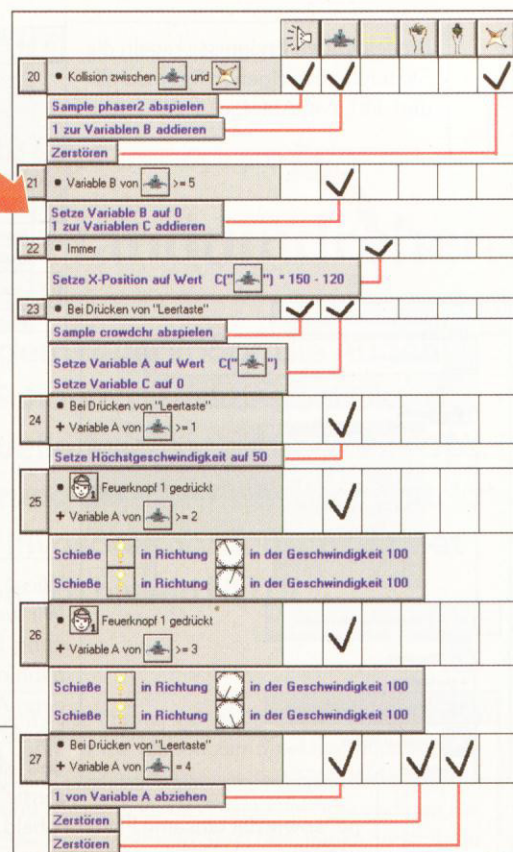 20 • Kollision zwischen und
Sample phaser2 abspielen
1 zur Variablen B addieren
Zerstören
21 • Variable B von >= 5
Setze Variable B auf 0
1 zur Variablen C addieren
22 • Immer
Setze X-Position auf Wert C(" ") * 150 - 120
23 • Bei Drücken von "Leertaste"
Sample crowdchr abspielen
Setze Variable A auf Wert C(" ")
Setze Variable C auf 0
24 • Bei Drücken von "Leertaste"
+ Variable A von >= 1
Setze Höchstgeschwindigkeit auf 50
25 • 1 Feuerknopf 1 gedrückt
+ Variable A von >= 2
Schieße in Richtung in der Geschwindigkeit 100
Schieße in Richtung in der Geschwindigkeit 100
26 • 1 Feuerknopf 1 gedrückt
+ Variable A von >= 3
Schieße in Richtung in der Geschwindigkeit 100
Schieße in Richtung in der Geschwindigkeit 100
27 • Bei Drücken von "Leertaste"
+ Variable A von = 4
1 von Variable A abziehen
Zerstören
Zerstören